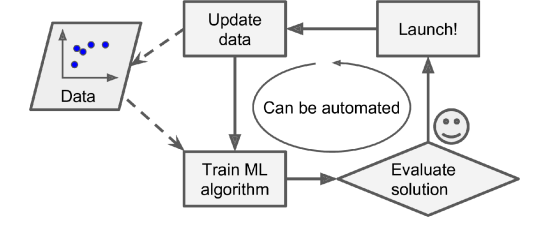 Update
data
Launch!
Data
Can be automated
Train ML
algorithm
Evaluate
solution